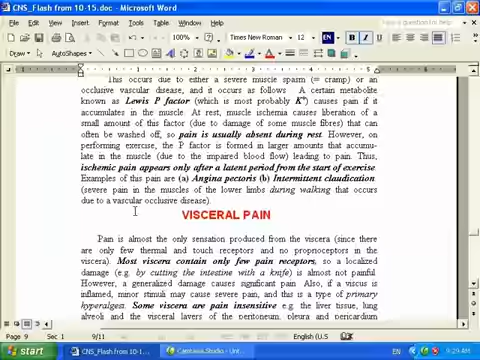 CNS_Flash from 10-15.doc - Microsoft Word
File Edit View Insert Format Tools Table Window Help
100% Times New Roman 12 B
Draw AutoShapes
This occurs due to either a severe muscle spasm (= cramp) or an
occlusive vascular disease, and it occurs as follows A certain metabolite
known as Lewis P factor (which is most probably K+) causes pain if it
accumulates in the muscle. At rest, muscle ischemia causes liberation of a
small amount of this factor (due to damage of some muscle fibres) that can
often be washed off, so pain is usually absent during rest. However, on
performing exercise, the P factor is formed in larger amounts that accumu-
late in the muscle (due to the impaired blood flow) leading to pain. Thus,
ischemic pain appears only after a latent period from the start of exercise.
Examples of this pain are (a) Angina pectoris (b) Intermittent claudication
(severe pain in the muscles of the lower limbs during walking that occurs
due to a vascular occlusive disease).
VISCERAL PAIN
Pain is almost the only sensation produced from the viscera (since there
are only few thermal and touch receptors and no proprioceptors in the
viscera). Most viscera contain only few pain receptors, so a localized
damage (e.g. by cutting the intestine with a knife) is almost not painful.
However, a generalized damage causes significant pain Also, if a viscus is
inflamed, minor stimuli may cause severe pain, and this is a type of primary
hyperalgesia. Some viscera are pain insensitive e.g. the liver tissue, lung
alveoli and the visceral layers of the peritoneum, pleura and pericardium
Page 9 Sec 1 9/11 English (U.S
start CNS_Flash from 10-1... Camtasia Studio - Unt... EN 9:29 AM